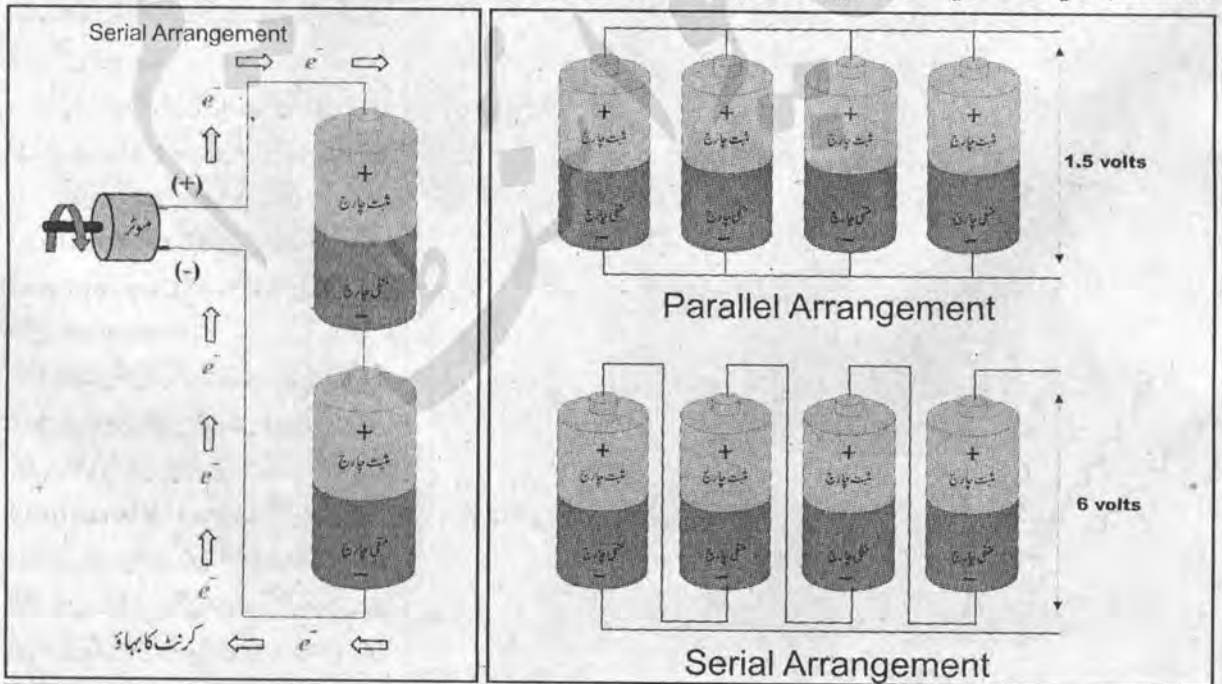 Serial Arrangement
e⁻
e⁻
(+)
موٹر
(-)
e⁻
e⁻
e⁻
+
مثبت چارج
منفی چارج
−
+
مثبت چارج
منفی چارج
−
کرنٹ کا بہاؤ e⁻
+ + + +
مثبت چارج مثبت چارج مثبت چارج مثبت چارج
منفی چارج منفی چارج منفی چارج منفی چارج
− − − −
1.5 volts
Parallel Arrangement
+ + + +
مثبت چارج مثبت چارج مثبت چارج مثبت چارج
منفی چارج منفی چارج منفی چارج منفی چارج
− − − −
6 volts
Serial Arrangement